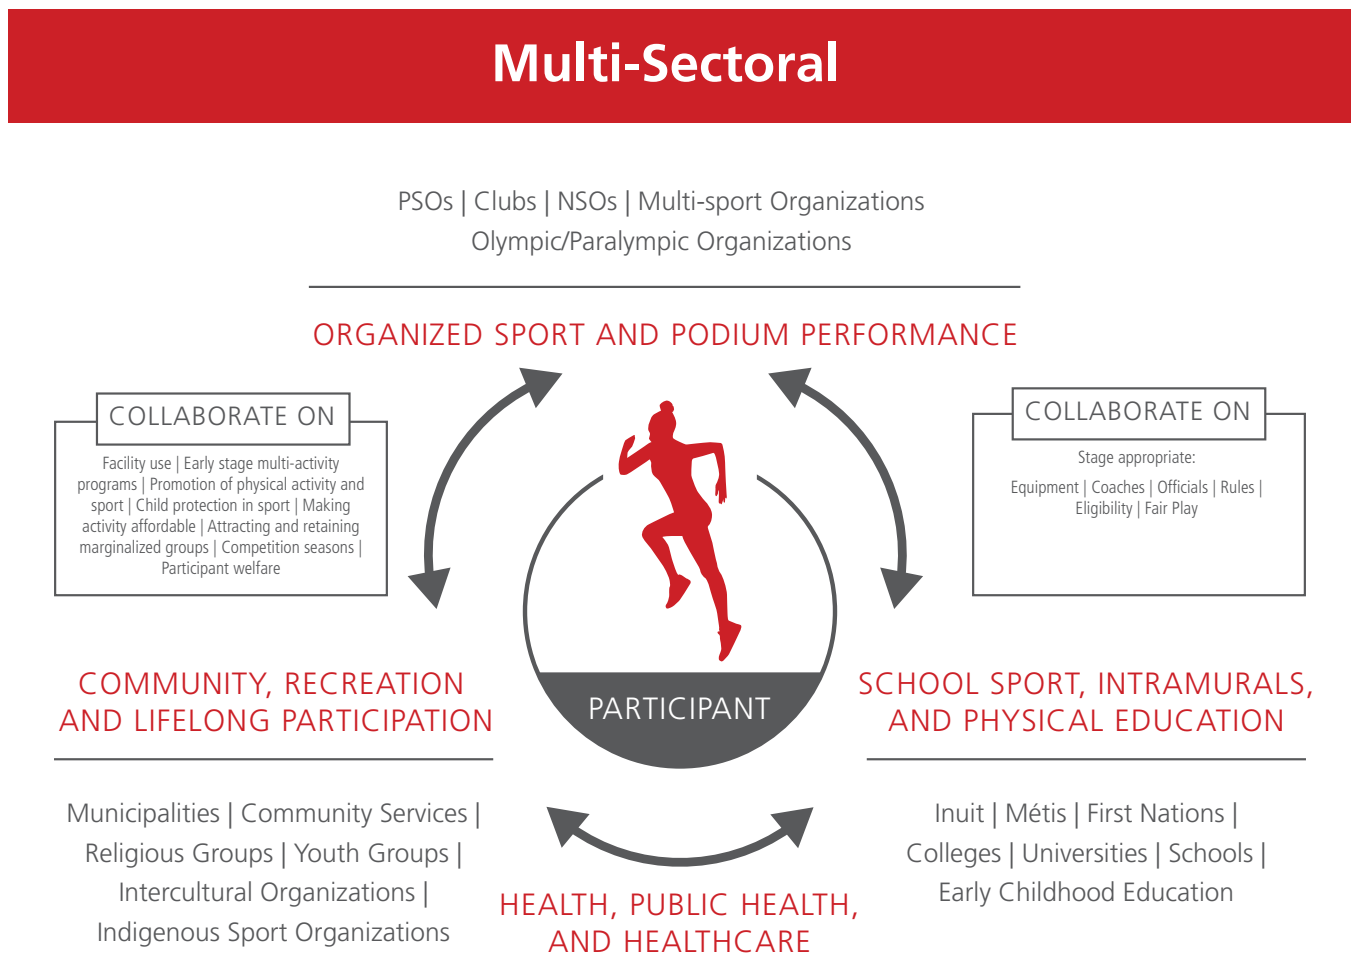 Multi-Sectoral
PSOs | Clubs | NSOs | Multi-sport Organizations
Olympic/Paralympic Organizations
ORGANIZED SPORT AND PODIUM PERFORMANCE
COLLABORATE ON
Facility use | Early stage multi-activity
programs | Promotion of physical activity and
sport | Child protection in sport | Making
activity affordable | Attracting and retaining
marginalized groups | Competition seasons |
Participant welfare
COLLABORATE ON
Stage appropriate:
Equipment | Coaches | Officials | Rules |
Eligibility | Fair Play
PARTICIPANT
COMMUNITY, RECREATION
AND LIFELONG PARTICIPATION
Municipalities | Community Services |
Religious Groups | Youth Groups |
Intercultural Organizations |
Indigenous Sport Organizations
SCHOOL SPORT, INTRAMURALS,
AND PHYSICAL EDUCATION
Inuit | Métis | First Nations |
Colleges | Universities | Schools |
Early Childhood Education
HEALTH, PUBLIC HEALTH,
AND HEALTHCARE